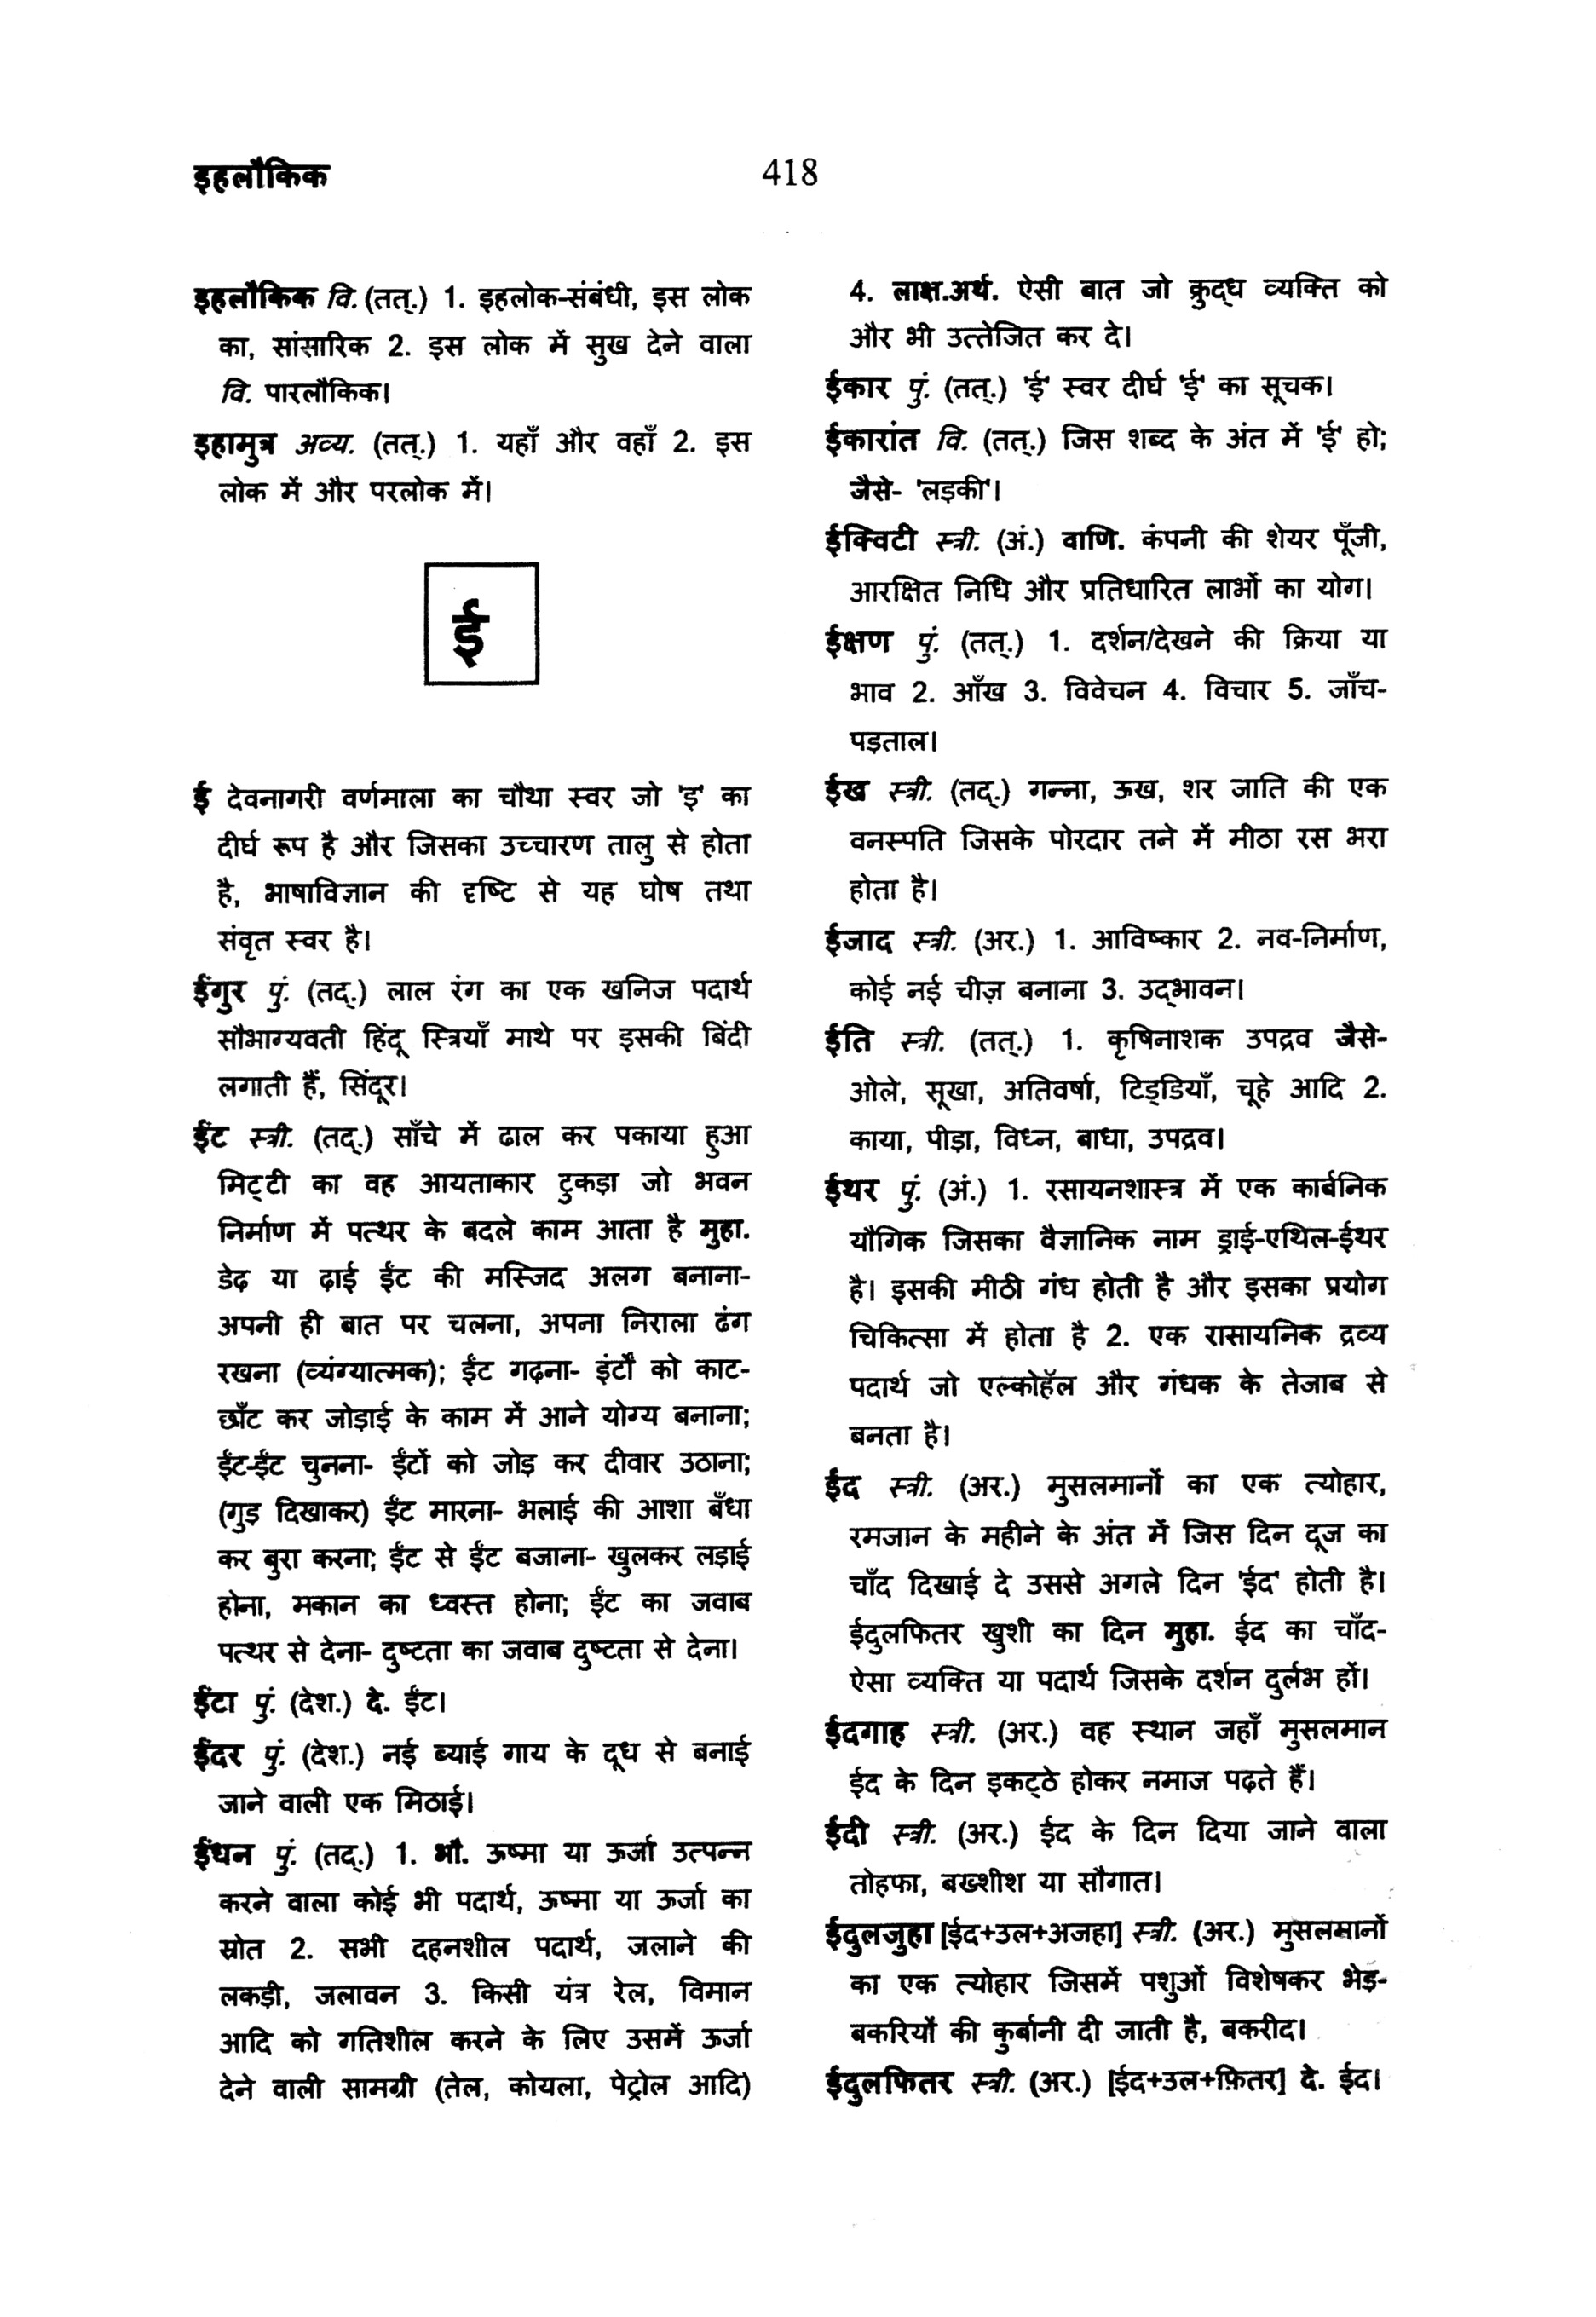 इहलौकिक
418
इहलौकिक वि. (तत्.) 1. इहलोक-संबंधी, इस लोक
का, सांसारिक 2. इस लोक में सुख देने वाला
वि. पारलौकिक।
इहामुत्र अव्य. (तत्.) 1. यहाँ और वहाँ 2. इस
लोक में और परलोक में।
ई
ई देवनागरी वर्णमाला का चौथा स्वर जो 'इ' का
दीर्घ रूप है और जिसका उच्चारण तालु से होता
है, भाषाविज्ञान की दृष्टि से यह घोष तथा
संवृत स्वर है।
ईंगुर पुं. (तद्.) लाल रंग का एक खनिज पदार्थ
सौभाग्यवती हिंदू स्त्रियाँ माथे पर इसकी बिंदी
लगाती हैं, सिंदूर।
ईंट स्त्री. (तद्.) साँचे में ढाल कर पकाया हुआ
मिट्टी का वह आयताकार टुकड़ा जो भवन
निर्माण में पत्थर के बदले काम आता है मुहा.
डेढ़ या ढ़ाई ईंट की मस्जिद अलग बनाना-
अपनी ही बात पर चलना, अपना निराला ढंग
रखना (व्यंग्यात्मक); ईंट गढ़ना- इंटों को काट-
छाँट कर जोड़ाई के काम में आने योग्य बनाना;
ईंट-ईंट चुनना- ईंटों को जोड़ कर दीवार उठाना;
(गुड़ दिखाकर) ईंट मारना- भलाई की आशा बँधा
कर बुरा करना; ईंट से ईंट बजाना- खुलकर लड़ाई
होना, मकान का ध्वस्त होना; ईंट का जवाब
पत्थर से देना- दुष्टता का जवाब दुष्टता से देना।
ईंटा पुं. (देश.) दे. ईंट।
ईंदर पुं. (देश.) नई ब्याई गाय के दूध से बनाई
जाने वाली एक मिठाई।
ईंधन पुं. (तद्.) 1. भौ. ऊष्मा या ऊर्जा उत्पन्न
करने वाला कोई भी पदार्थ, ऊष्मा या ऊर्जा का
स्रोत 2. सभी दहनशील पदार्थ, जलाने की
लकड़ी, जलावन 3. किसी यंत्र रेल, विमान
आदि को गतिशील करने के लिए उसमें ऊर्जा
देने वाली सामग्री (तेल, कोयला, पेट्रोल आदि)
4. लाक्ष.अर्थ. ऐसी बात जो क्रुद्ध व्यक्ति को
और भी उत्तेजित कर दे।
ईकार पुं. (तत्.) 'ई' स्वर दीर्घ 'ई' का सूचक।
ईकारांत वि. (तत्.) जिस शब्द के अंत में 'ई' हो;
जैसे- 'लड़की'।
ईक्विटी स्त्री. (अं.) वाणि. कंपनी की शेयर पूँजी,
आरक्षित निधि और प्रतिधारित लाभों का योग।
ईक्षण पुं. (तत्.) 1. दर्शन/देखने की क्रिया या
भाव 2. आँख 3. विवेचन 4. विचार 5. जाँच-
पड़ताल।
ईख स्त्री. (तद्.) गन्ना, ऊख, शर जाति की एक
वनस्पति जिसके पोरदार तने में मीठा रस भरा
होता है।
ईजाद स्त्री. (अर.) 1. आविष्कार 2. नव-निर्माण,
कोई नई चीज़ बनाना 3. उद्भावन।
ईति स्त्री. (तत्.) 1. कृषिनाशक उपद्रव जैसे-
ओले, सूखा, अतिवर्षा, टिड्डियाँ, चूहे आदि 2.
काया, पीड़ा, विध्न, बाधा, उपद्रव।
ईथर पुं. (अं.) 1. रसायनशास्त्र में एक कार्बनिक
यौगिक जिसका वैज्ञानिक नाम ड्राई-एथिल-ईथर
है। इसकी मीठी गंध होती है और इसका प्रयोग
चिकित्सा में होता है 2. एक रासायनिक द्रव्य
पदार्थ जो एल्कोहॅल और गंधक के तेजाब से
बनता है।
ईद स्त्री. (अर.) मुसलमानों का एक त्योहार,
रमजान के महीने के अंत में जिस दिन दूज का
चाँद दिखाई दे उससे अगले दिन 'ईद' होती है।
ईदुलफितर खुशी का दिन मुहा. ईद का चाँद-
ऐसा व्यक्ति या पदार्थ जिसके दर्शन दुर्लभ हों।
ईदगाह स्त्री. (अर.) वह स्थान जहाँ मुसलमान
ईद के दिन इकट्ठे होकर नमाज पढ़ते हैं।
ईदी स्त्री. (अर.) ईद के दिन दिया जाने वाला
तोहफा, बख्शीश या सौगात।
ईदुलजुहा [ईद+उल+अजहा] स्त्री. (अर.) मुसलमानों
का एक त्योहार जिसमें पशुओं विशेषकर भेड़-
बकरियों की कुर्बानी दी जाती है, बकरीद।
ईदुलफितर स्त्री. (अर.) [ईद+उल+फ़ितर] दे. ईद।